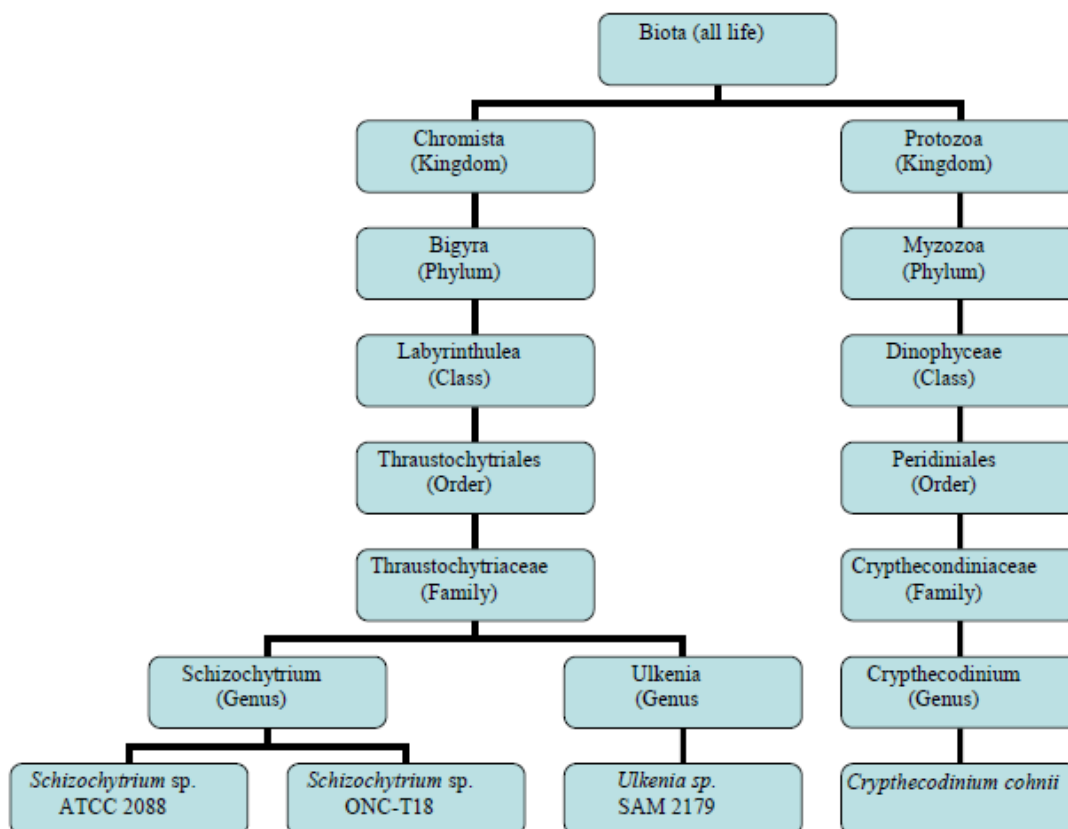 Biota (all life)
Chromista
(Kingdom)
Protozoa
(Kingdom)
Bigyra
(Phylum)
Myzozoa
(Phylum)
Labyrinthulea
(Class)
Dinophyceae
(Class)
Thraustochytriales
(Order)
Peridiniales
(Order)
Thraustochytriaceae
(Family)
Crypthecondiniaceae
(Family)
Schizochytrium
(Genus)
Ulkenia
(Genus
Crypthecodinium
(Genus)
Schizochytrium sp.
ATCC 2088
Schizochytrium sp.
ONC-T18
Ulkenia sp.
SAM 2179
Crypthecodinium cohnii